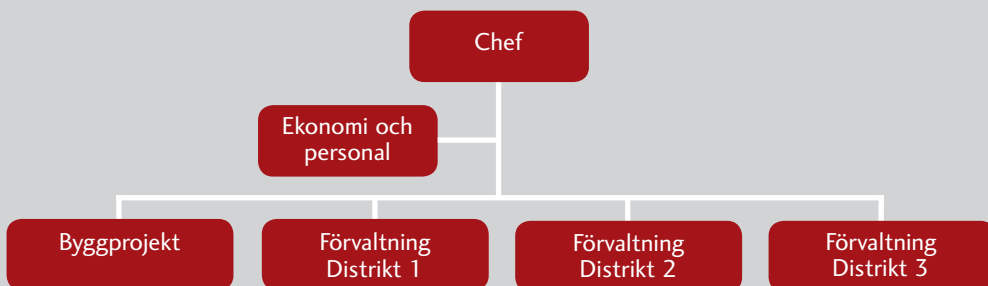 Chef
Ekonomi och
personal
Byggprojekt
Förvaltning
Distrikt 1
Förvaltning
Distrikt 2
Förvaltning
Distrikt 3